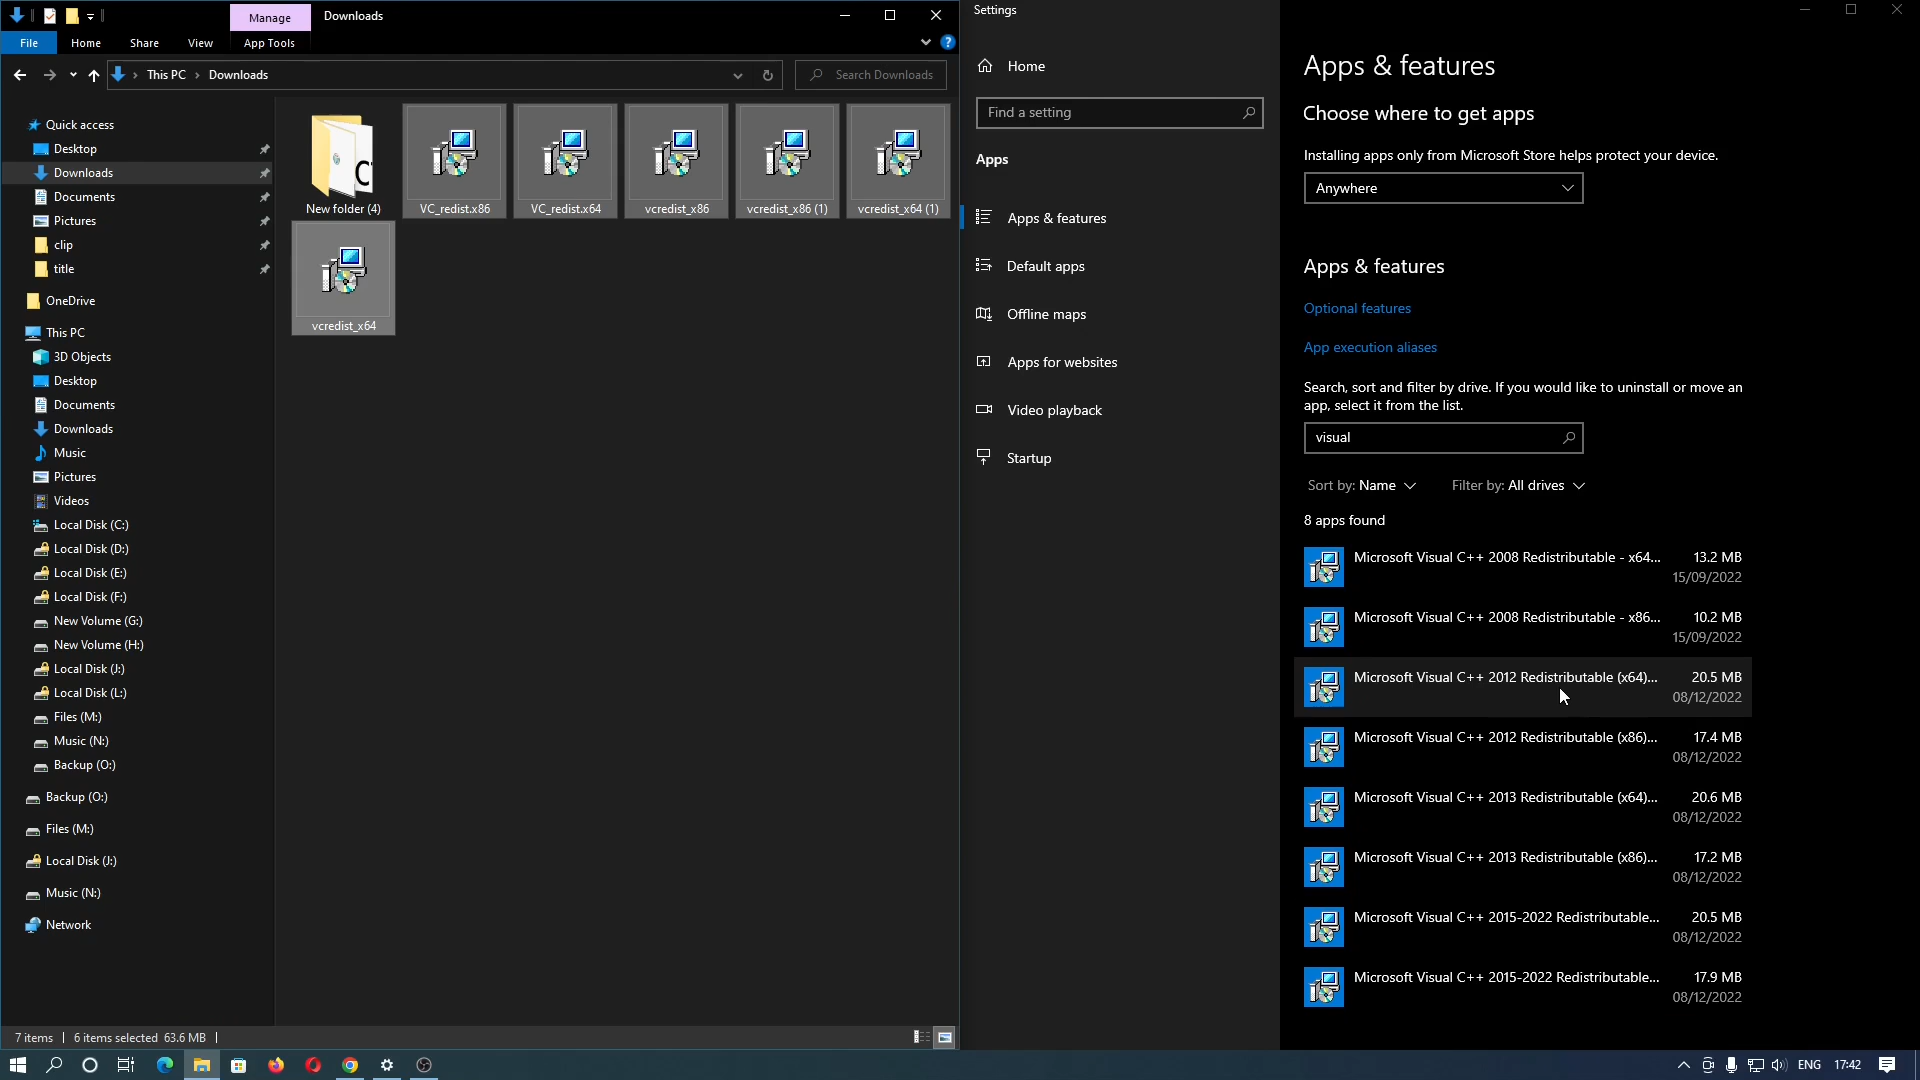 Manage
Downloads
File
Home
Share
View
App Tools
This PC
Downloads
Search Downloads
Quick access
Desktop
Downloads
Documents
Pictures
clip
title
OneDrive
This PC
3D Objects
Desktop
Documents
Downloads
Music
Pictures
Videos
Local Disk (C:)
Local Disk (D:)
Local Disk (E:)
Local Disk (F:)
New Volume (G:)
New Volume (H:)
Local Disk (J:)
Local Disk (L:)
Files (M:)
Music (N:)
Backup (O:)
Backup (O:)
Files (M:)
Local Disk (J:)
Music (N:)
Network
New folder (4)
VC_redist.x86
VC_redist.x64
vcredist_x86
vcredist_x86 (1)
vcredist_x64 (1)
vcredist_x64
7 items
6 items selected 63.6 MB
Settings
Home
Find a setting
Apps
Apps & features
Default apps
Offline maps
Apps for websites
Video playback
Startup
Apps & features
Choose where to get apps
Installing apps only from Microsoft Store helps protect your device.
Anywhere
Apps & features
Optional features
App execution aliases
Search, sort and filter by drive. If you would like to uninstall or move an
app, select it from the list.
visual
Sort by: Name
Filter by: All drives
8 apps found
Microsoft Visual C++ 2008 Redistributable - x64... 13.2 MB
15/09/2022
Microsoft Visual C++ 2008 Redistributable - x86... 10.2 MB
15/09/2022
Microsoft Visual C++ 2012 Redistributable (x64)... 20.5 MB
08/12/2022
Microsoft Visual C++ 2012 Redistributable (x86)... 17.4 MB
08/12/2022
Microsoft Visual C++ 2013 Redistributable (x64)... 20.6 MB
08/12/2022
Microsoft Visual C++ 2013 Redistributable (x86)... 17.2 MB
08/12/2022
Microsoft Visual C++ 2015-2022 Redistributable... 20.5 MB
08/12/2022
Microsoft Visual C++ 2015-2022 Redistributable... 17.9 MB
08/12/2022
ENG
17:42